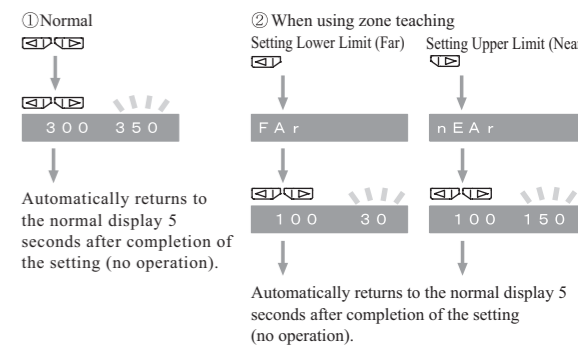 ①Normal
300 350
Automatically returns to
the normal display 5
seconds after completion of
the setting (no operation).
② When using zone teaching
Setting Lower Limit (Far) Setting Upper Limit (Near
FAr nEAr
100 30 100 150
Automatically returns to the normal display 5
seconds after completion of the setting
(no operation).